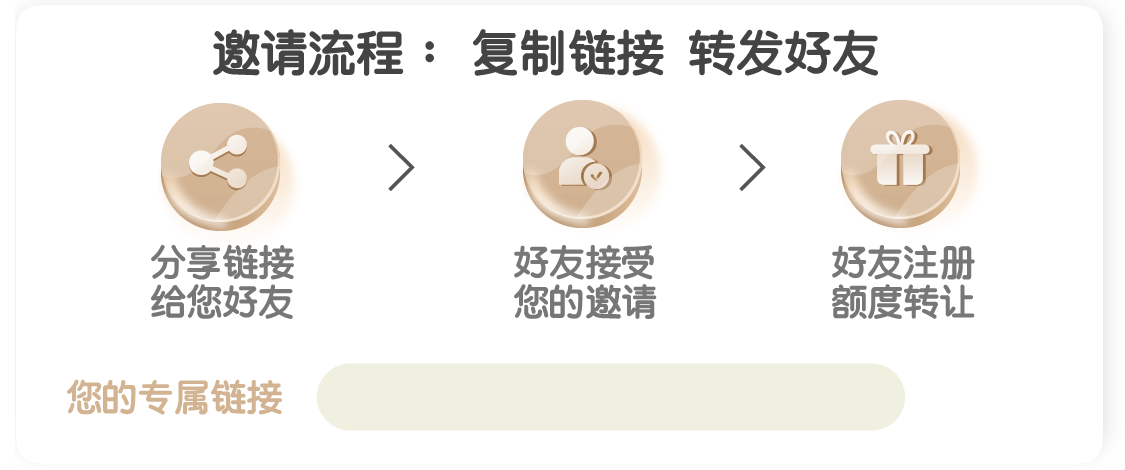 邀请流程： 复制链接 转发好友
分享链接
给您好友
好友接受
您的邀请
好友注册
额度转让
您的专属链接